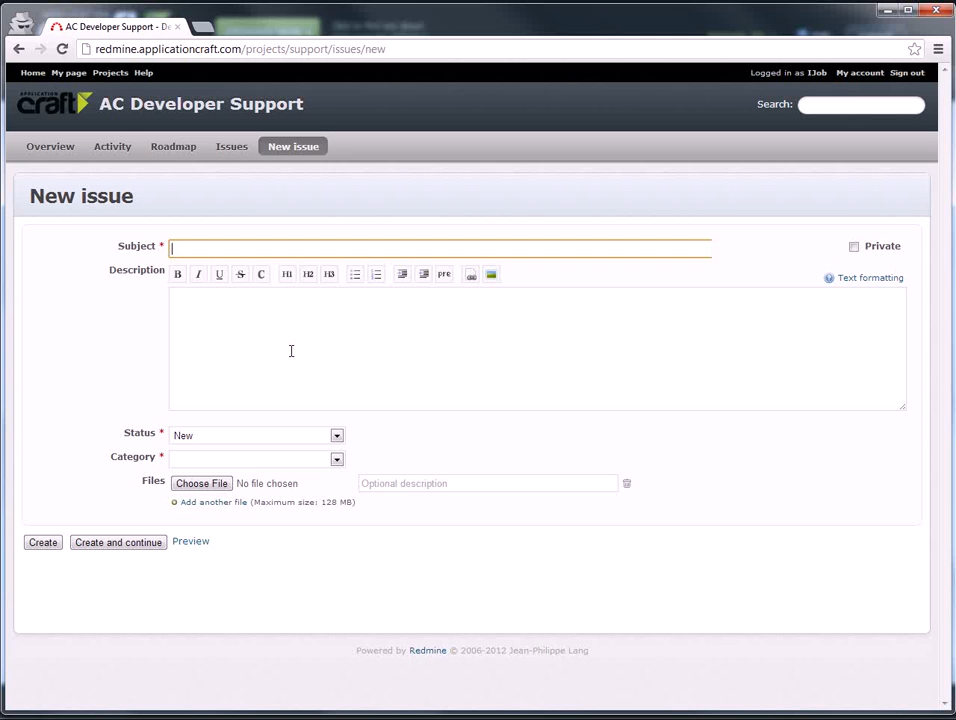 AC Developer Support - De
redmine.applicationcraft.com/projects/support/issues/new
Home My page Projects Help Logged in as IJob My account Sign out
APPLICATION
craft AC Developer Support Search:
Overview Activity Roadmap Issues New issue
New issue
Subject * Private
Description B I U S C H1 H2 H3 pre Text formatting
Status * New
Category *
Files Choose File No file chosen Optional description
Add another file (Maximum size: 128 MB)
Create Create and continue Preview
Powered by Redmine © 2006-2012 Jean-Philippe Lang